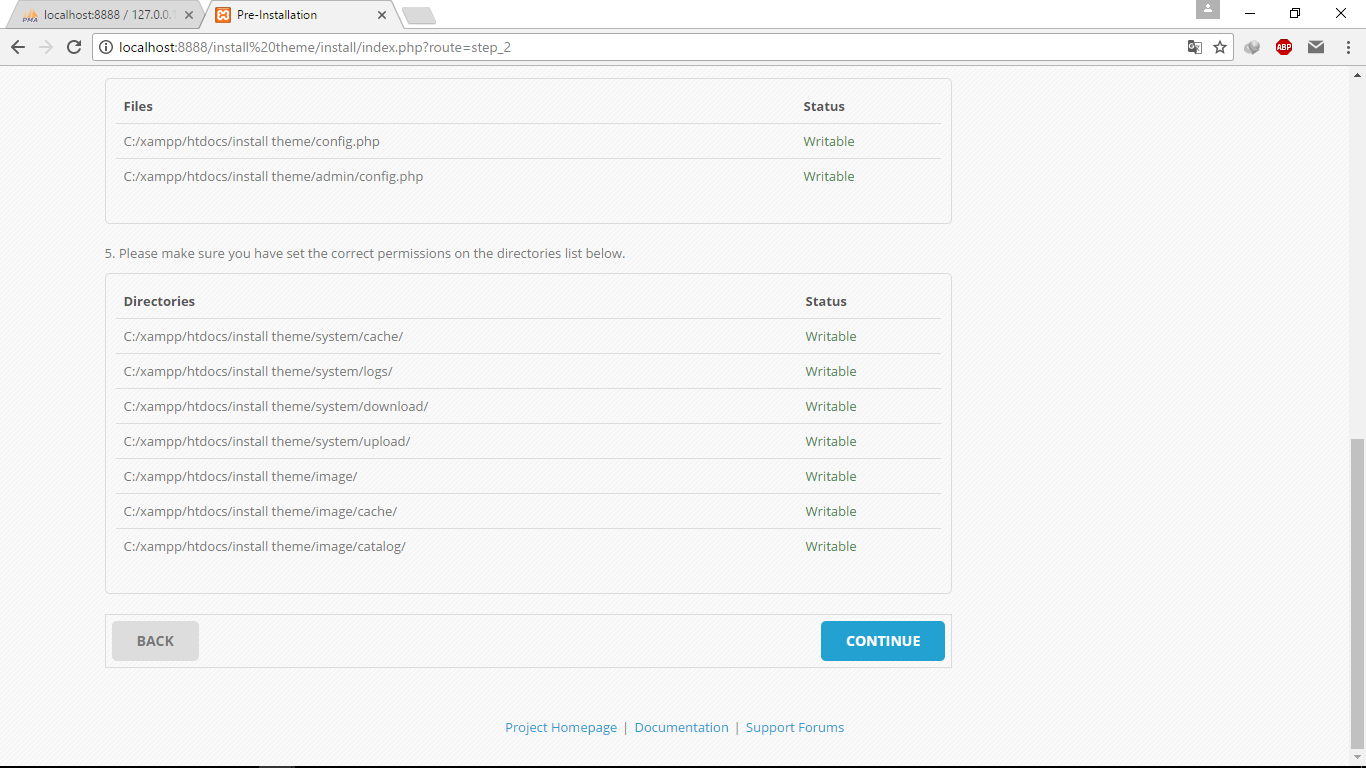 localhost:8888 / 127.0.0.
Pre-Installation
localhost:8888/install%20theme/install/index.php?route=step_2
ABP
Files Status
C:/xampp/htdocs/install theme/config.php Writable
C:/xampp/htdocs/install theme/admin/config.php Writable
5. Please make sure you have set the correct permissions on the directories list below.
Directories Status
C:/xampp/htdocs/install theme/system/cache/ Writable
C:/xampp/htdocs/install theme/system/logs/ Writable
C:/xampp/htdocs/install theme/system/download/ Writable
C:/xampp/htdocs/install theme/system/upload/ Writable
C:/xampp/htdocs/install theme/image/ Writable
C:/xampp/htdocs/install theme/image/cache/ Writable
C:/xampp/htdocs/install theme/image/catalog/ Writable
BACK CONTINUE
Project Homepage | Documentation | Support Forums